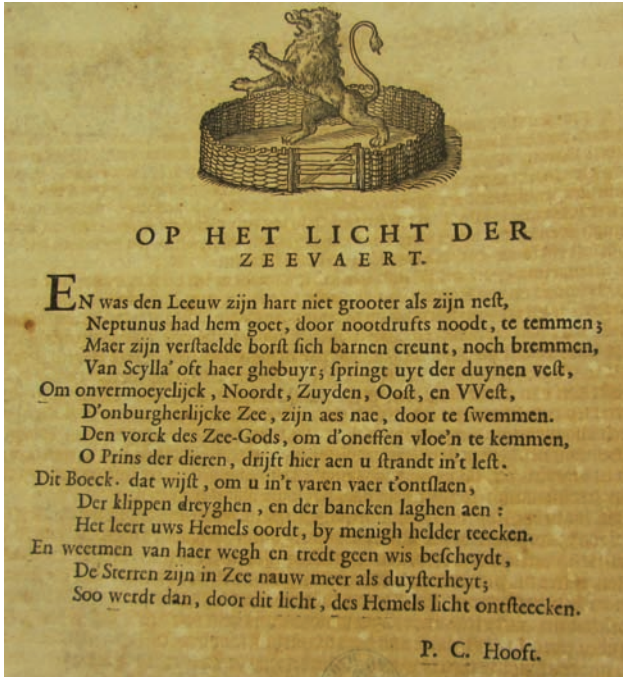 OP HET LICHT DER
ZEEVAERT.
EN was den Leeuw zijn hart niet grooter als zijn nest,
Neptunus had hem goet, door nootdrufts noodt, te temmen;
Maer zijn verstaelde borst sich barnen creunt, noch bremmen,
Van Scylla' oft haer ghebuyr; springt uyt der duynen vest,
Om onvermoeyelijck, Noordt, Zuyden, Oost, en VVest,
D'onburgherlijcke Zee, zijn aes nae, door te swemmen.
Den vorck des Zee-Gods, om d'oneffen vloe'n te kemmen,
O Prins der dieren, drijft hier aen u strandt in't lest.
Dit Boeck. dat wijst, om u in't varen vaer t'ontslaen,
Der klippen dreyghen, en der bancken laghen aen:
Het leert uws Hemels oordt, by menigh helder teecken.
En weetmen van haer wegh en tredt geen wis bescheydt,
De Sterren zijn in Zee nauw meer als duysterheyt;
Soo werdt dan, door dit licht, des Hemels licht ontsteecken.
P. C. Hooft.